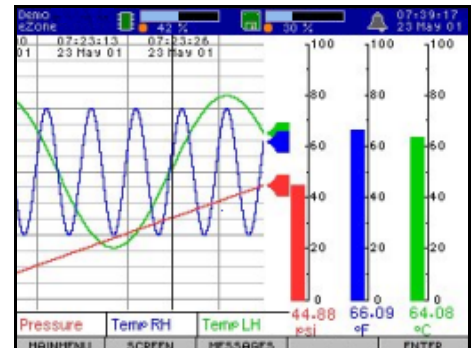 Demo
eZone
42 %
30 %
07:39:17
23 May 01
07:23:13
07:23:26
01
23 May 01
23 May 01
100
100
100
80
80
80
60
60
60
40
40
40
20
20
20
0
0
0
Pressure
Temp RH
Temp LH
44.88
66.09
64.08
psi
°F
°C
MAINMENU
SCREEN
MESSAGES
ENTER